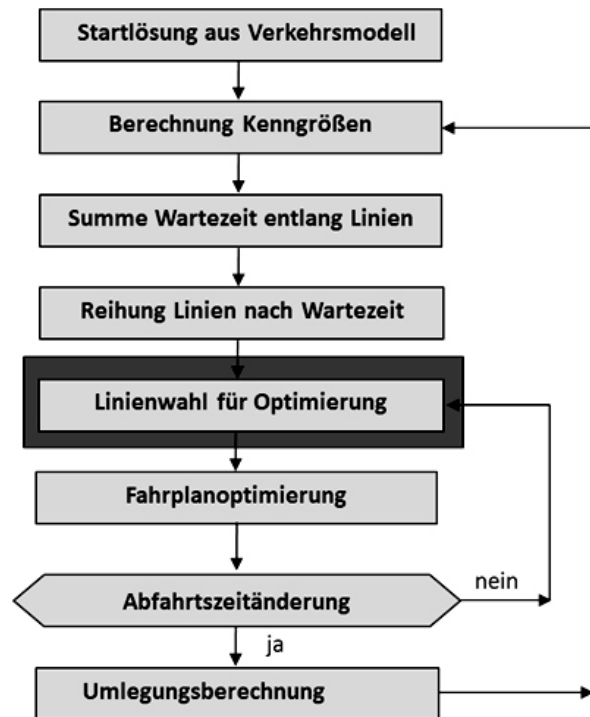 Startlösung aus Verkehrsmodell
Berechnung Kenngrößen
Summe Wartezeit entlang Linien
Reihung Linien nach Wartezeit
Linienwahl für Optimierung
Fahrplanoptimierung
Abfahrtszeitänderung
nein
ja
Umlegungsberechnung